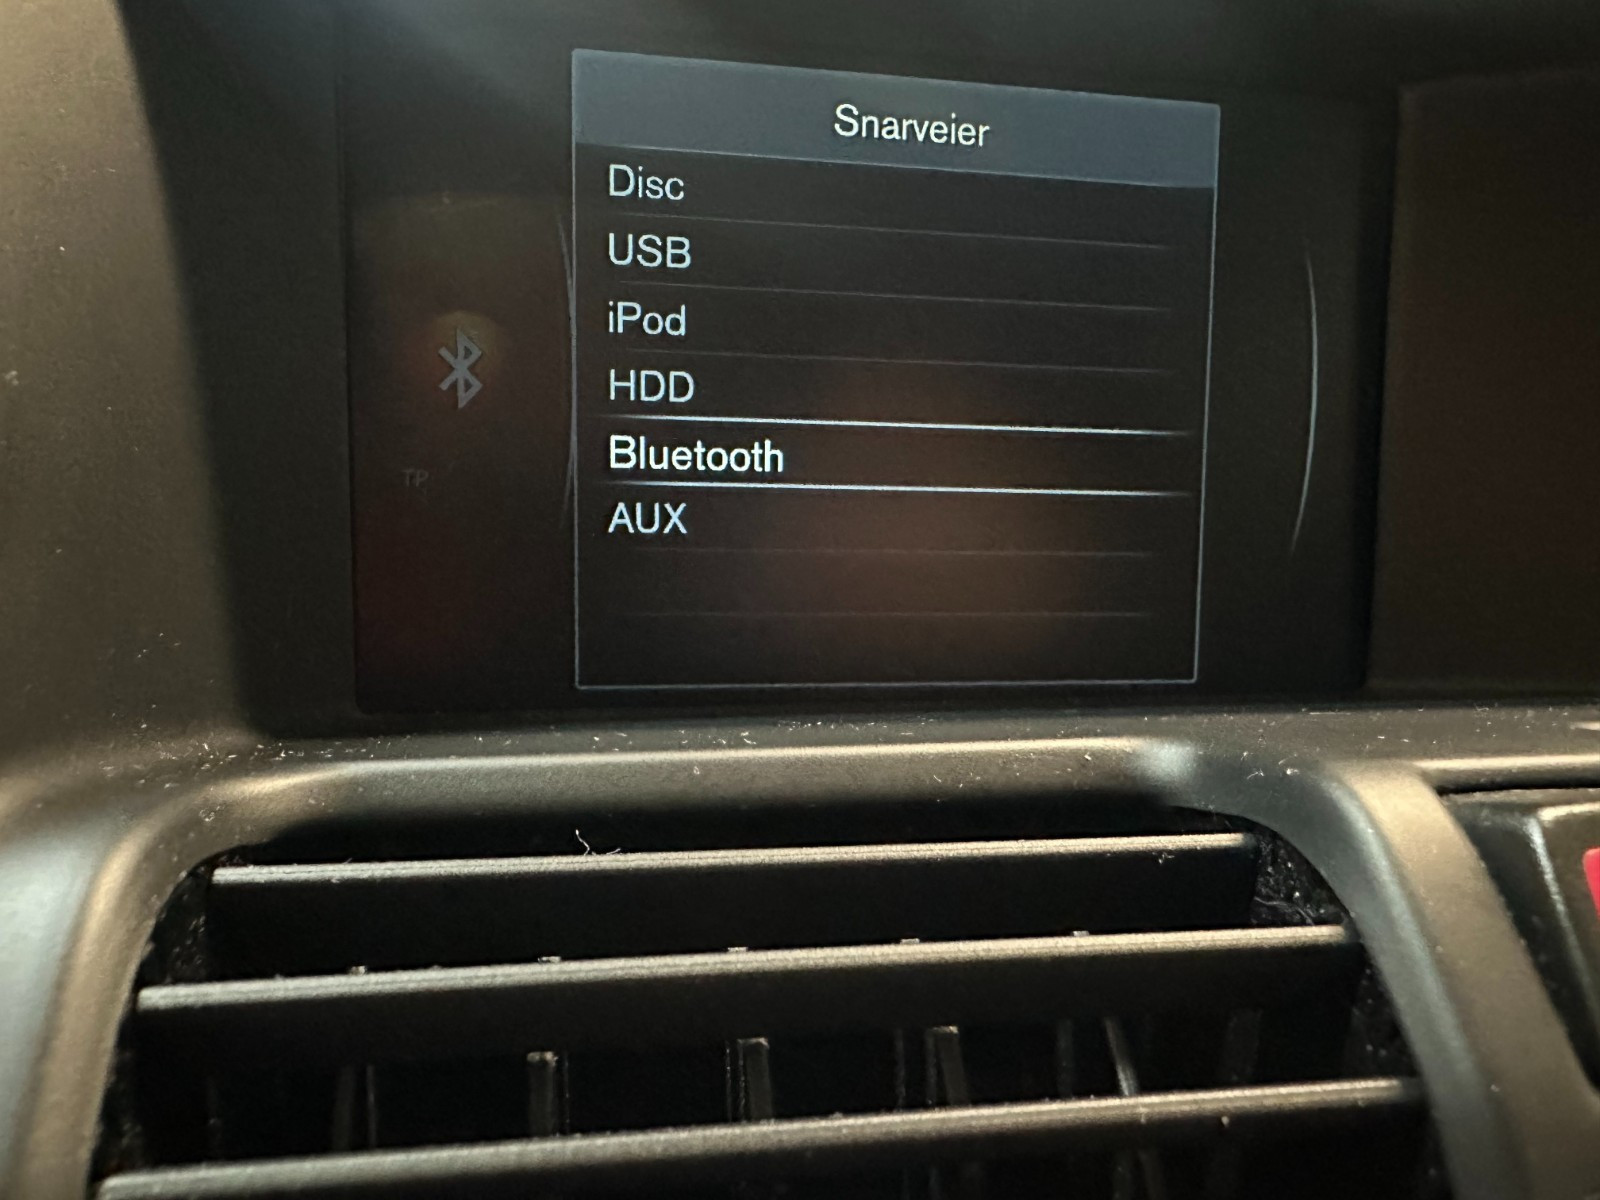 Snarveier
Disc
USB
iPod
HDD
Bluetooth
TP
AUX